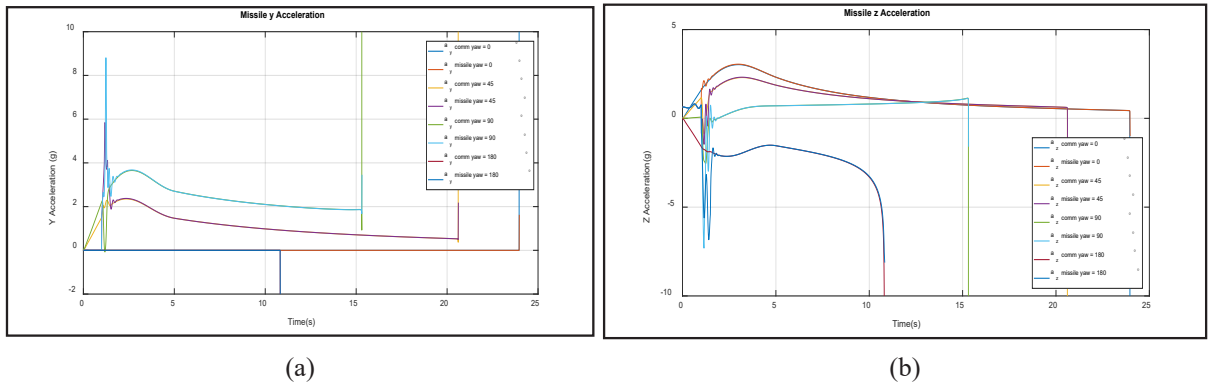 Missile y Acceleration
10
8
6
4
2
0
-2
0
5
10
15
20
25
Y Acceleration (g)
Time(s)
a y comm yaw = 0 °
a y missile yaw = 0 °
a y comm yaw = 45 °
a y missile yaw = 45 °
a y comm yaw = 90 °
a y missile yaw = 90 °
a y comm yaw = 180 °
a y missile yaw = 180 °
(a)
Missile z Acceleration
5
0
-5
-10
0
5
10
15
20
25
Z Acceleration(g)
Time(s)
a z comm yaw = 0 °
a z missile yaw = 0 °
a z comm yaw = 45 °
a z missile yaw = 45 °
a z comm yaw = 90 °
a z missile yaw = 90 °
a z comm yaw = 180 °
a z missile yaw = 180 °
(b)